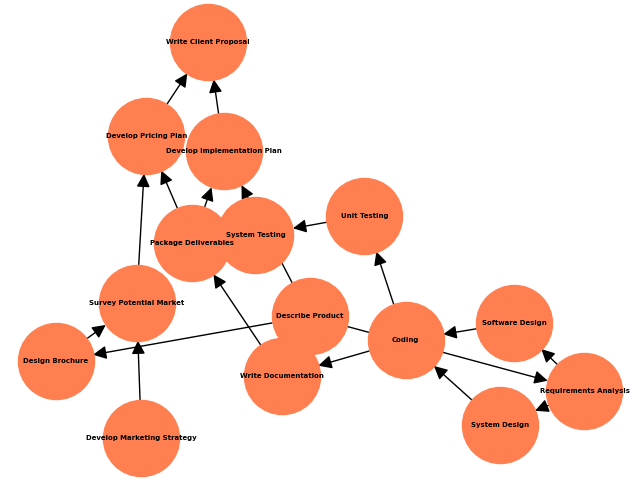 Write Client Proposal
Develop Pricing Plan
Develop Implementation Plan
Unit Testing
System Testing
Package Deliverables
Survey Potential Market
Describe Product
Software Design
Coding
Design Brochure
Write Documentation
Requirements Analysis
System Design
Develop Marketing Strategy